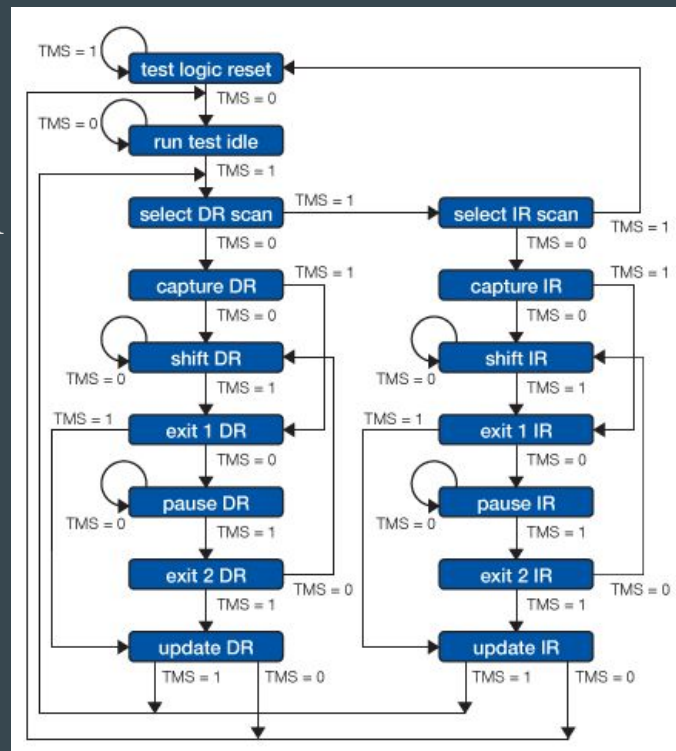 TMS = 1
test logic reset
TMS = 0
TMS = 0
run test idle
TMS = 1
select DR scan
TMS = 1
select IR scan
TMS = 1
TMS = 0
TMS = 0
capture DR
TMS = 1
capture IR
TMS = 1
TMS = 0
TMS = 0
shift DR
shift IR
TMS = 0
TMS = 1
TMS = 0
TMS = 1
TMS = 1
exit 1 DR
TMS = 1
exit 1 IR
TMS = 0
TMS = 0
pause DR
pause IR
TMS = 0
TMS = 1
TMS = 0
TMS = 1
exit 2 DR
TMS = 0
exit 2 IR
TMS = 0
TMS = 1
TMS = 1
update DR
update IR
TMS = 1
TMS = 0
TMS = 1
TMS = 0